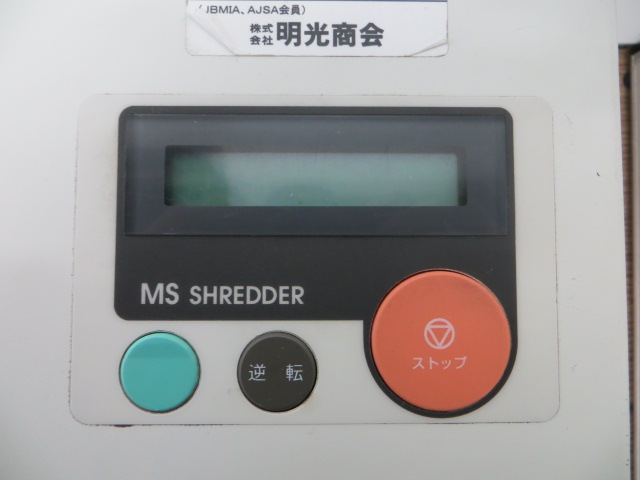 (JBMIA、AJSA会員)
株式会社 明光商会
MS SHREDDER
逆 転
ストップ